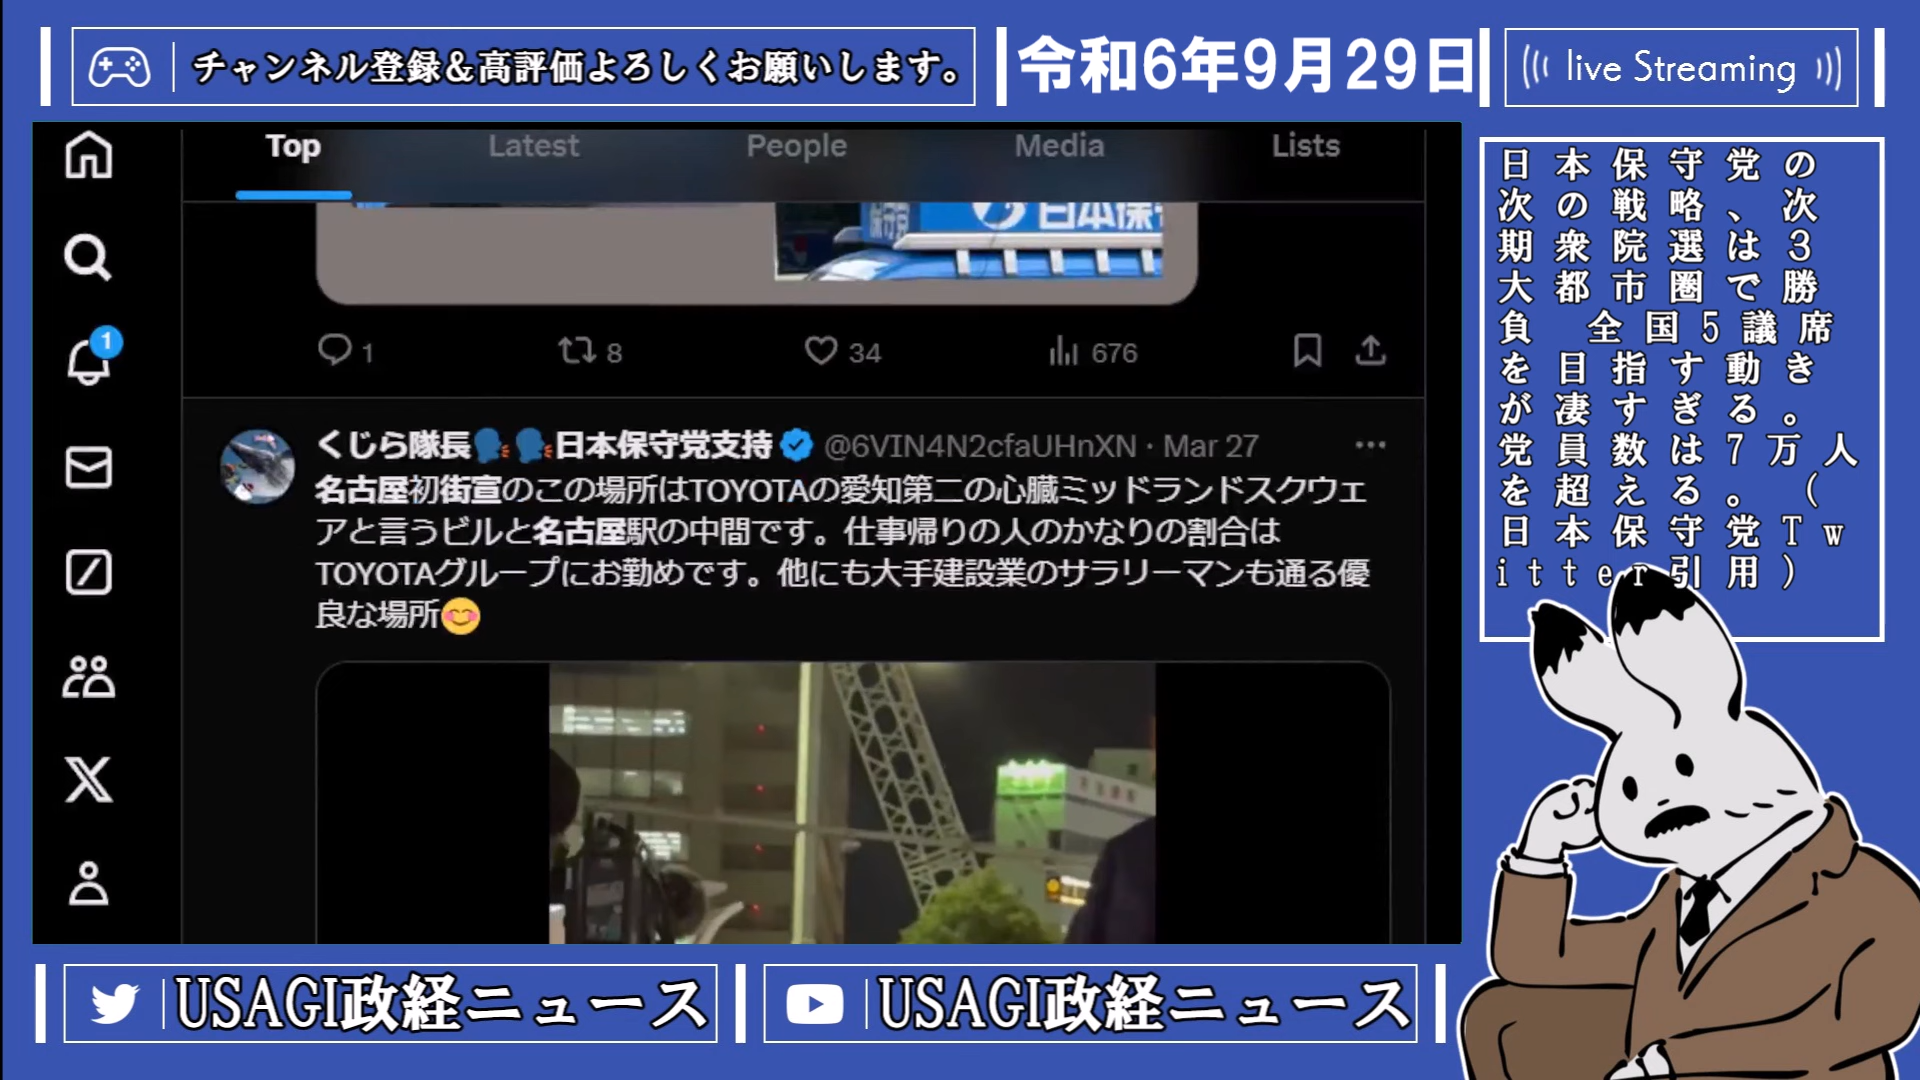 チャンネル登録＆高評価よろしくお願いします。
令和6年9月29日
live Streaming
Top Latest People Media Lists
日本保
保守党
1 8 34 676
1
くじら隊長🗣️🗣️日本保守党支持 @6VIN4N2cfaUHnXN · Mar 27
名古屋初街宣のこの場所はTOYOTAの愛知第二の心臓ミッドランドスクウェ
アと言うビルと名古屋駅の中間です。仕事帰りの人のかなりの割合は
TOYOTAグループにお勤めです。他にも大手建設業のサラリーマンも通る優
良な場所😊
日本保守党の
次の戦略、次
期衆院選は３
大都市圏で勝
負　全国5議席
を目指す動き
が凄すぎる。
党員数は7万人
を超える。（
日本保守党Tw
itter引用）
USAGI政経ニュース
USAGI政経ニュース